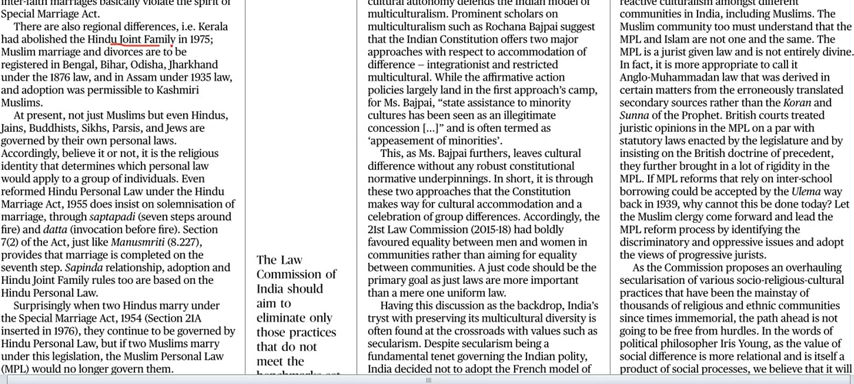 inter-faith marriages basically violate the spirit of
Special Marriage Act.
There are also regional differences, i.e. Kerala
had abolished the Hindu Joint Family in 1975;
Muslim marriage and divorces are to be
registered in Bengal, Bihar, Odisha, Jharkhand
under the 1876 law, and in Assam under 1935 law,
and adoption was permissible to Kashmiri
Muslims.
At present, not just Muslims but even Hindus,
Jains, Buddhists, Sikhs, Parsis, and Jews are
governed by their own personal laws.
Accordingly, believe it or not, it is the religious
identity that determines which personal law
would apply to a group of individuals. Even
reformed Hindu Personal Law under the Hindu
Marriage Act, 1955 does insist on solemnisation of
marriage, through saptapadi (seven steps around
fire) and datta (invocation before fire). Section
7(2) of the Act, just like Manusmriti (8.227),
provides that marriage is completed on the
seventh step. Sapinda relationship, adoption and
Hindu Joint Family rules too are based on the
Hindu Personal Law.
Surprisingly when two Hindus marry under
the Special Marriage Act, 1954 (Section 21A
inserted in 1976), they continue to be governed by
Hindu Personal Law, but if two Muslims marry
under this legislation, the Muslim Personal Law
(MPL) would no longer govern them.
The Law
Commission of
India should
aim to
eliminate only
those practices
that do not
meet the
cultural autonomy defends the Indian model of
multiculturalism. Prominent scholars on
multiculturalism such as Rochana Bajpai suggest
that the Indian Constitution offers two major
approaches with respect to accommodation of
difference — integrationist and restricted
multicultural. While the affirmative action
policies largely land in the first approach's camp,
for Ms. Bajpai, “state assistance to minority
cultures has been seen as an illegitimate
concession [...]” and is often termed as
‘appeasement of minorities’.
This, as Ms. Bajpai furthers, leaves cultural
difference without any robust constitutional
normative underpinnings. In short, it is through
these two approaches that the Constitution
makes way for cultural accommodation and a
celebration of group differences. Accordingly, the
21st Law Commission (2015-18) had boldly
favoured equality between men and women in
communities rather than aiming for equality
between communities. A just code should be the
primary goal as just laws are more important
than a mere one uniform law.
Having this discussion as the backdrop, India's
tryst with preserving its multicultural diversity is
often found at the crossroads with values such as
secularism. Despite secularism being a
fundamental tenet governing the Indian polity,
India decided not to adopt the French model of
reactive culturalism amongst different
communities in India, including Muslims. The
Muslim community too must understand that the
MPL and Islam are not one and the same. The
MPL is a jurist given law and is not entirely divine.
In fact, it is more appropriate to call it
Anglo-Muhammadan law that was derived in
certain matters from the erroneously translated
secondary sources rather than the Koran and
Sunna of the Prophet. British courts treated
juristic opinions in the MPL on a par with
statutory laws enacted by the legislature and by
insisting on the British doctrine of precedent,
they further brought in a lot of rigidity in the
MPL. If MPL reforms that rely on inter-school
borrowing could be accepted by the Ulema way
back in 1939, why cannot this be done today? Let
the Muslim clergy come forward and lead the
MPL reform process by identifying the
discriminatory and oppressive issues and adopt
the views of progressive jurists.
As the Commission proposes an overhauling
secularisation of various socio-religious-cultural
practices that have been the mainstay of
thousands of religious and ethnic communities
since times immemorial, the path ahead is not
going to be free from hurdles. In the words of
political philosopher Iris Young, as the value of
social difference is more relational and is itself a
product of social processes, we believe that it will